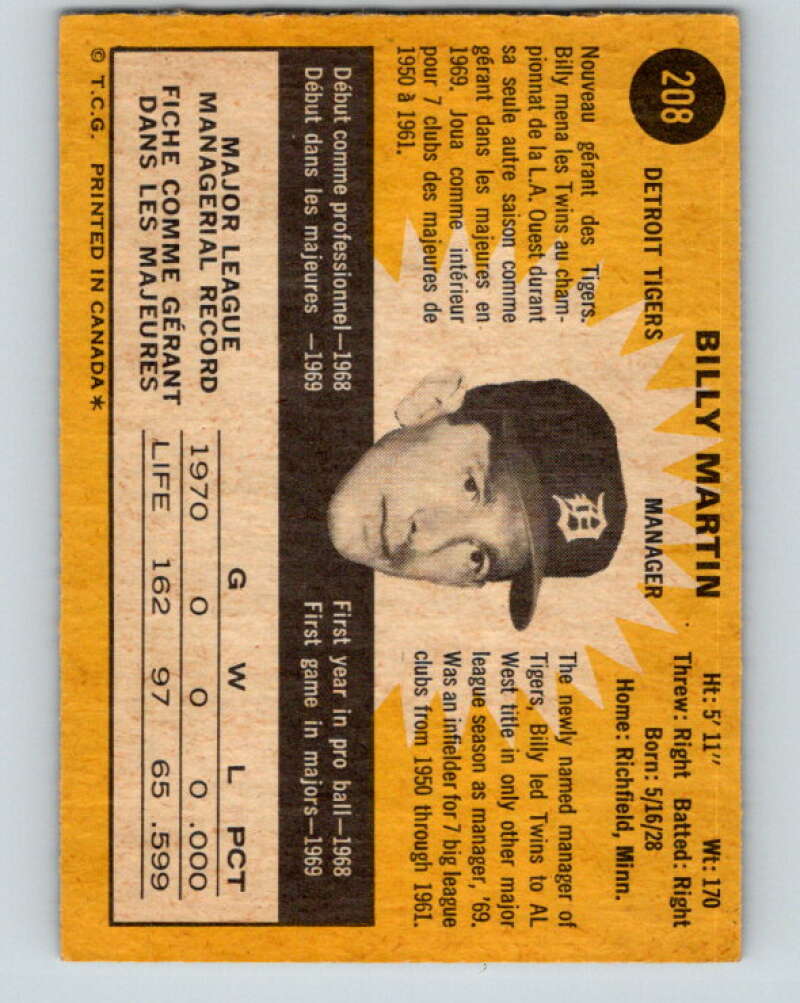 208
BILLY MARTIN
DETROIT TIGERS MANAGER
Ht: 5' 11" Wt: 170
Threw: Right Batted: Right
Born: 5/16/28
Home: Richfield, Minn.
Nouveau gérant des Tigers.
Billy mena les Twins au cham-
pionnat de la L.A. Ouest durant
sa seule autre saison comme
gérant dans les majeures en
1969. Joua comme intérieur
pour 7 clubs des majeures de
1950 à 1961.
The newly named manager of
Tigers, Billy led Twins to AL
West title in only other major
league season as manager, '69.
Was an infielder for 7 big league
clubs from 1950 through 1961.
Début comme professionnel—1968
Début dans les majeures —1969
First year in pro ball—1968
First game in majors—1969
MAJOR LEAGUE
MANAGERIAL RECORD
FICHE COMME GÉRANT
DANS LES MAJEURES
G W L PCT
1970 0 0 0 .000
LIFE 162 97 65 .599
© T.C.G. PRINTED IN CANADA *